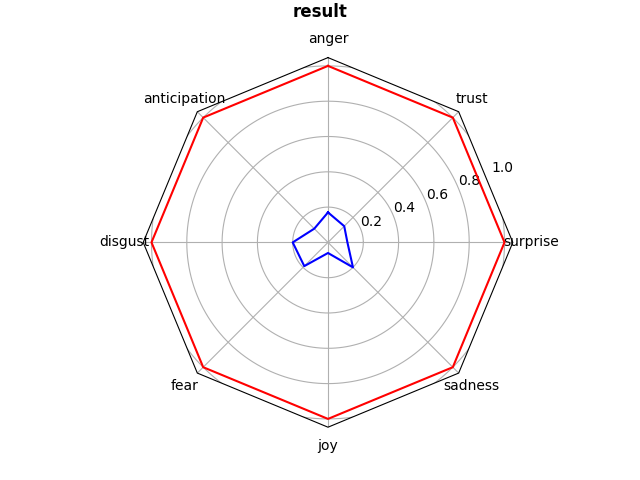 result
anger
anticipation
trust
1.0
0.8
0.6
0.4
0.2
disgust
surprise
fear
sadness
joy